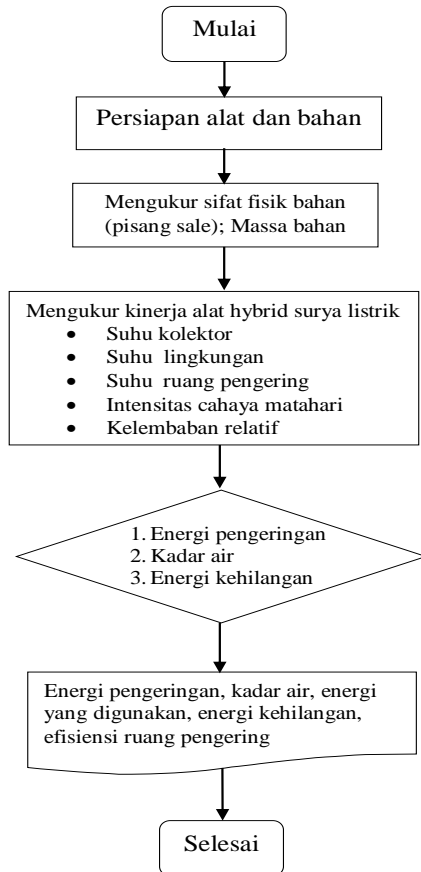 Mulai
Persiapan alat dan bahan
Mengukur sifat fisik bahan
(pisang sale); Massa bahan
Mengukur kinerja alat hybrid surya listrik
• Suhu kolektor
• Suhu lingkungan
• Suhu ruang pengering
• Intensitas cahaya matahari
• Kelembaban relatif
1. Energi pengeringan
2. Kadar air
3. Energi kehilangan
Energi pengeringan, kadar air, energi
yang digunakan, energi kehilangan,
efisiensi ruang pengering
Selesai